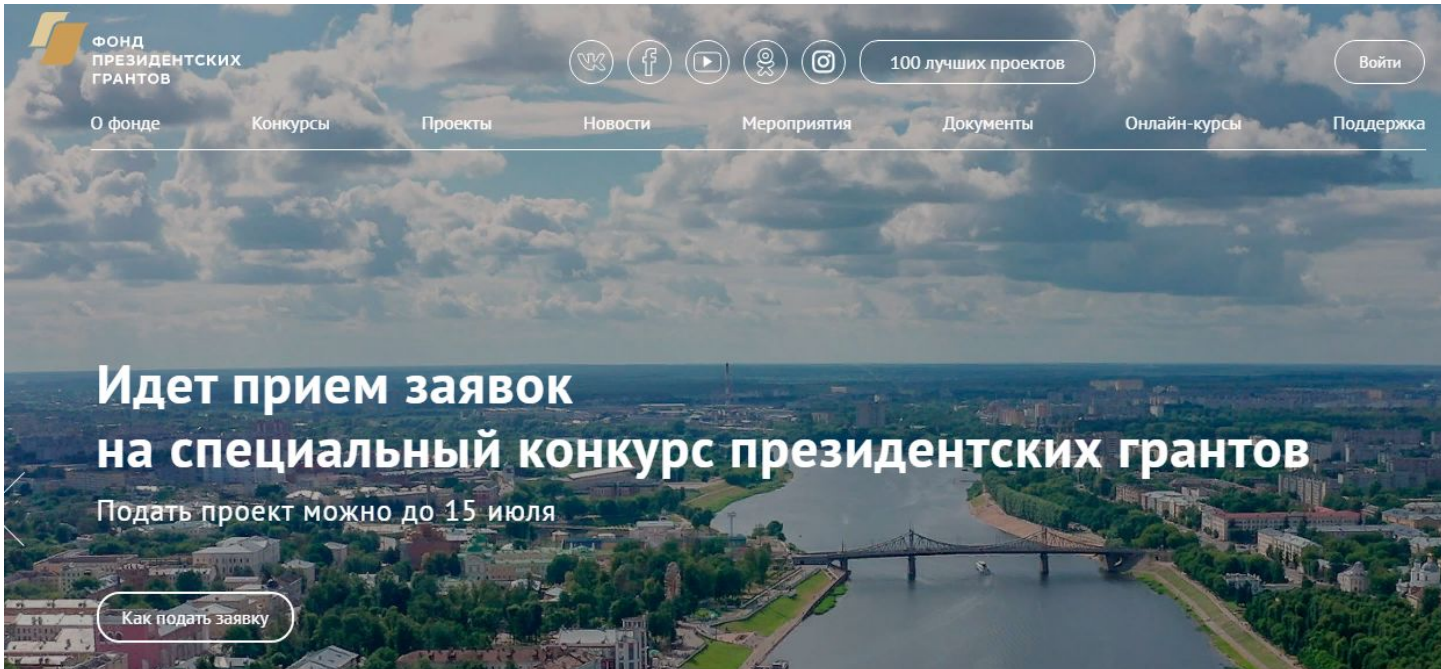 ФОНД
ПРЕЗИДЕНТСКИХ
ГРАНТОВ
100 лучших проектов
Войти
О фонде Конкурсы Проекты Новости Мероприятия Документы Онлайн-курсы Поддержка
Идет прием заявок
на специальный конкурс президентских грантов
Подать проект можно до 15 июля
Как подать заявку